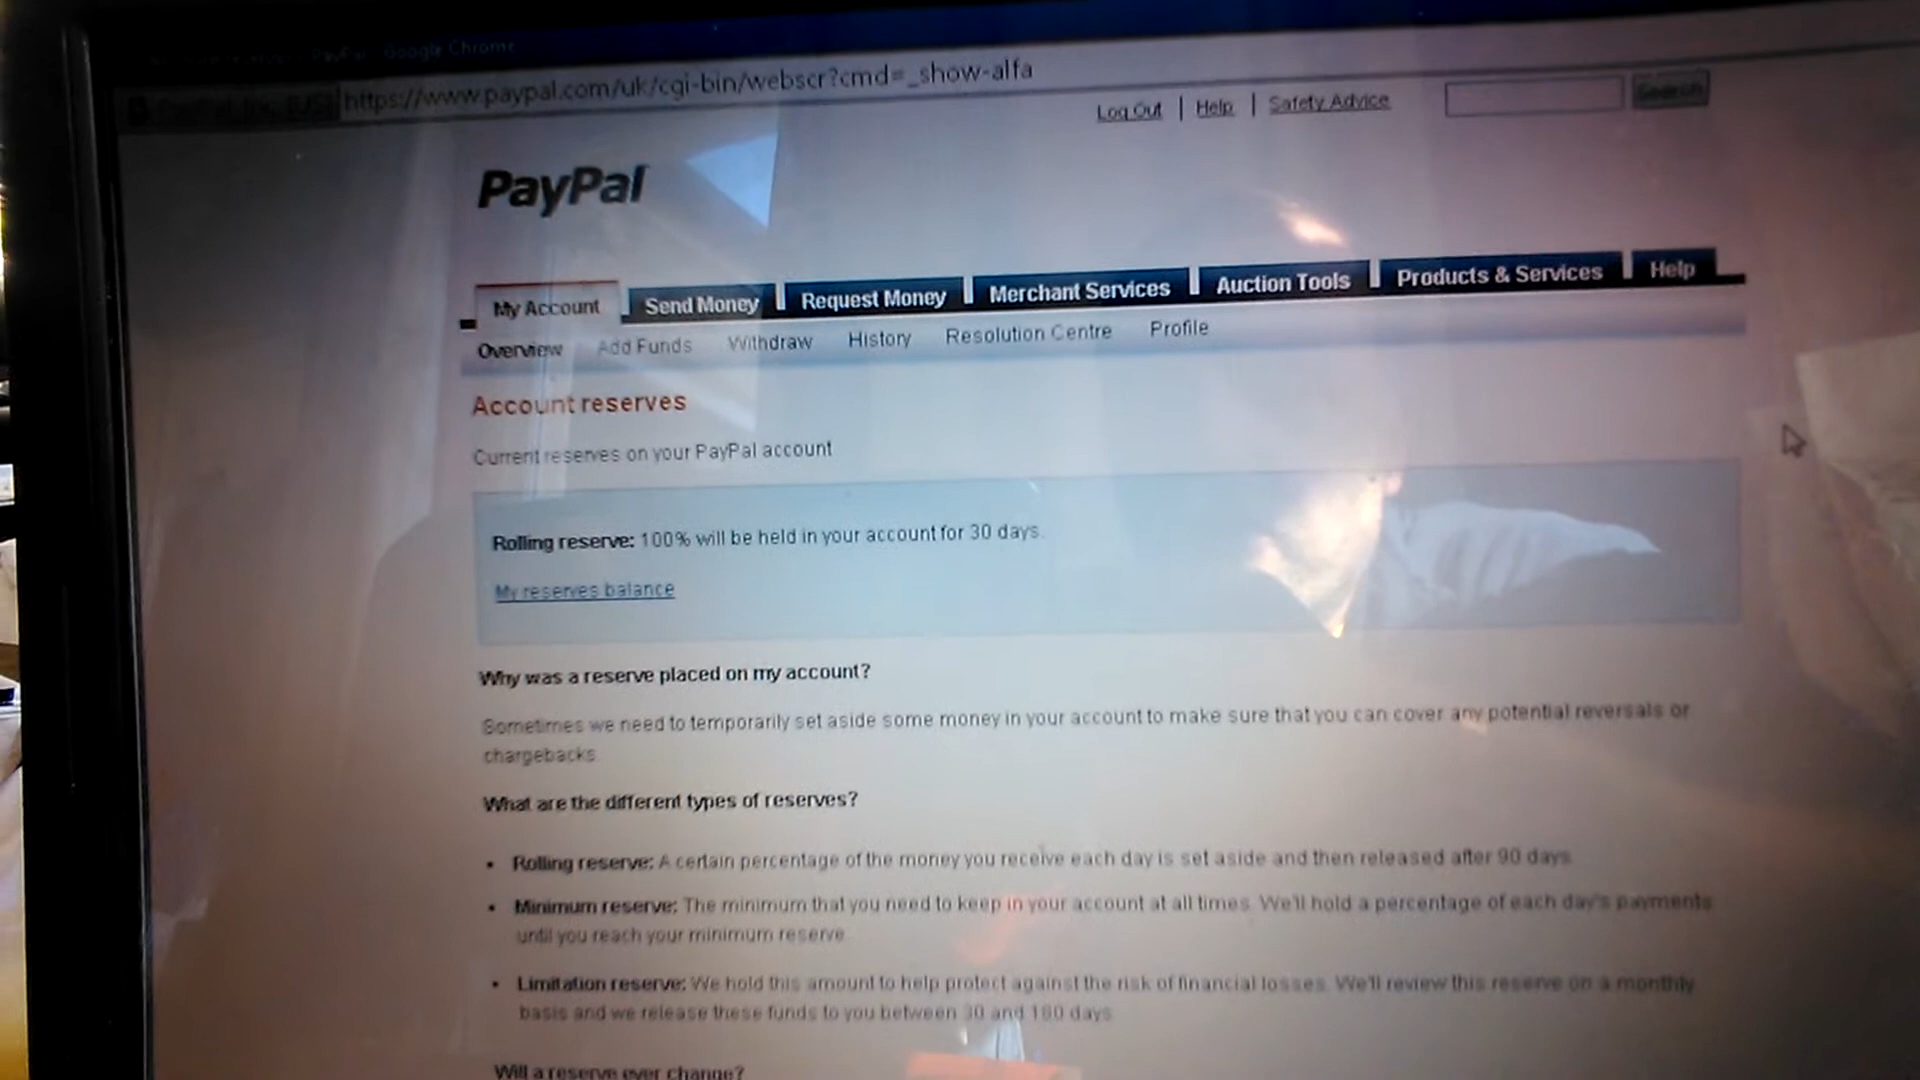 PayPal - Google Chrome
https://www.paypal.com/uk/cgi-bin/webscr?cmd=_show-alfa
Log Out | Help | Safety Advice Search
PayPal
My Account Send Money Request Money Merchant Services Auction Tools Products & Services Help
Overview Add Funds Withdraw History Resolution Centre Profile
Account reserves
Current reserves on your PayPal account
Rolling reserve: 100% will be held in your account for 30 days.
My reserves balance
Why was a reserve placed on my account?
Sometimes we need to temporarily set aside some money in your account to make sure that you can cover any potential reversals or
chargebacks.
What are the different types of reserves?
• Rolling reserve: A certain percentage of the money you receive each day is set aside and then released after 90 days.
• Minimum reserve: The minimum that you need to keep in your account at all times. We'll hold a percentage of each day's payments
until you reach your minimum reserve.
• Limitation reserve: We hold this amount to help protect against the risk of financial losses. We'll review this reserve on a monthly
basis and we release these funds to you between 30 and 180 days.
Will a reserve ever change?